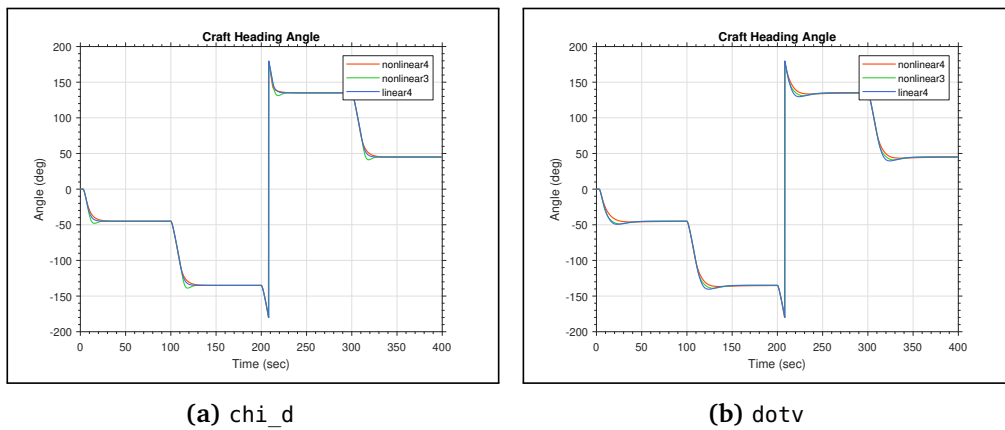 Craft Heading Angle
200
150
100
50
0
-50
-100
-150
-200
Angle (deg)
0 50 100 150 200 250 300 350 400
Time (sec)
nonlinear4
nonlinear3
linear4
(a) chi_d
Craft Heading Angle
200
150
100
50
0
-50
-100
-150
-200
Angle (deg)
0 50 100 150 200 250 300 350 400
Time (sec)
nonlinear4
nonlinear3
linear4
(b) dotv